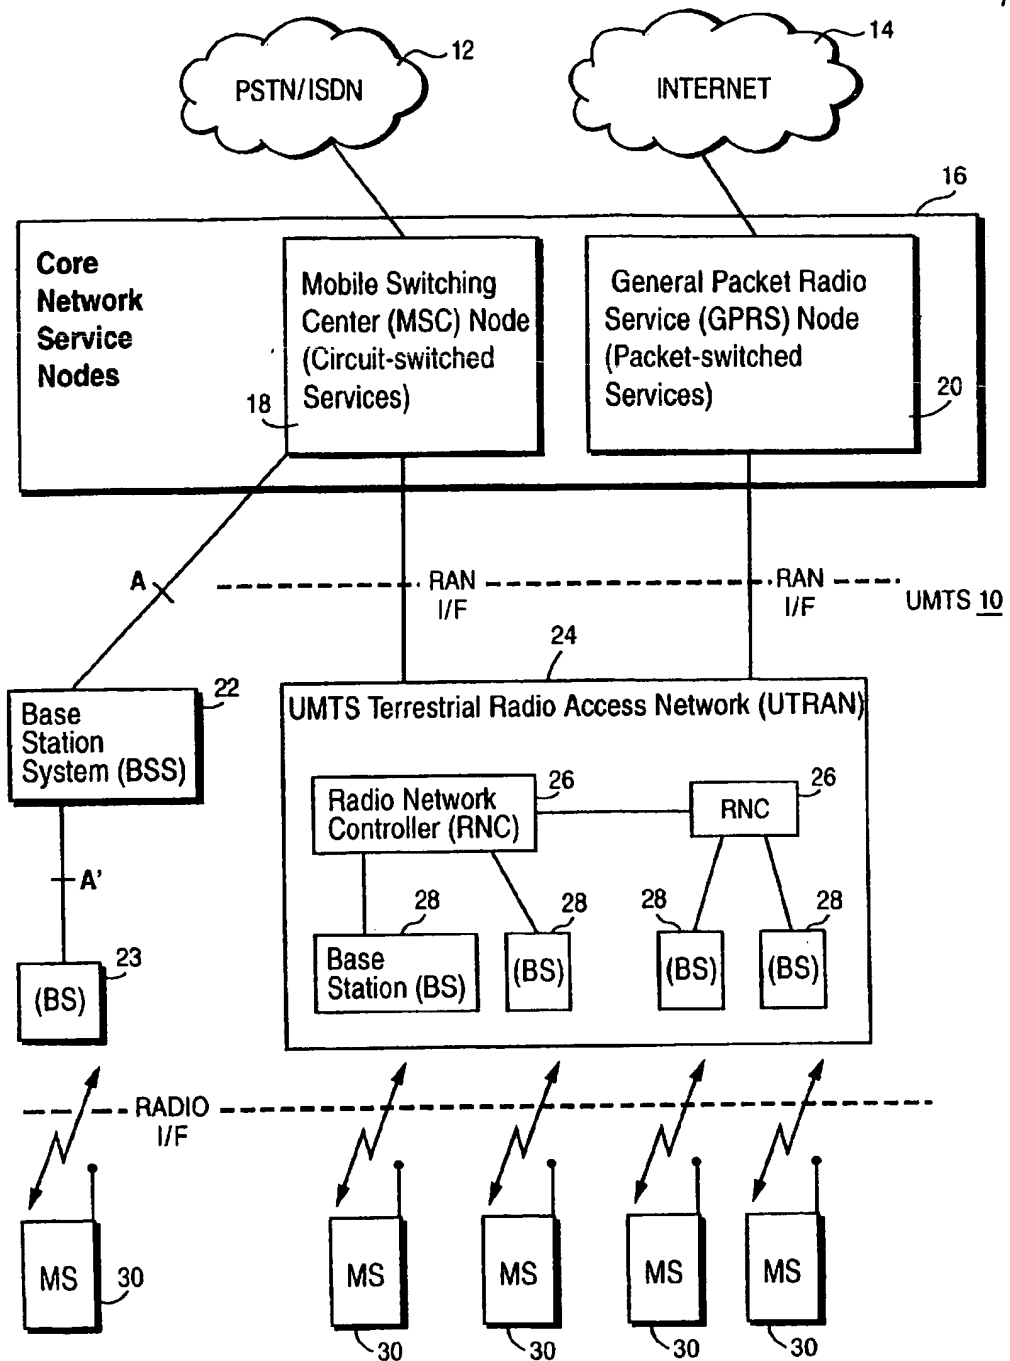 12
14
PSTN/ISDN
INTERNET
16
Core
Network
Service
Nodes
Mobile Switching
Center (MSC) Node
(Circuit-switched
Services)
18
General Packet Radio
Service (GPRS) Node
(Packet-switched
Services)
20
A
RAN
I/F
RAN
I/F
UMTS 10
24
22
Base
Station
System (BSS)
UMTS Terrestrial Radio Access Network (UTRAN)
26
Radio Network
Controller (RNC)
26
RNC
A'
28
28
28
28
Base
Station (BS)
(BS)
(BS)
(BS)
23
(BS)
RADIO
I/F
MS
30
MS
30
MS
30
MS
30
MS
30